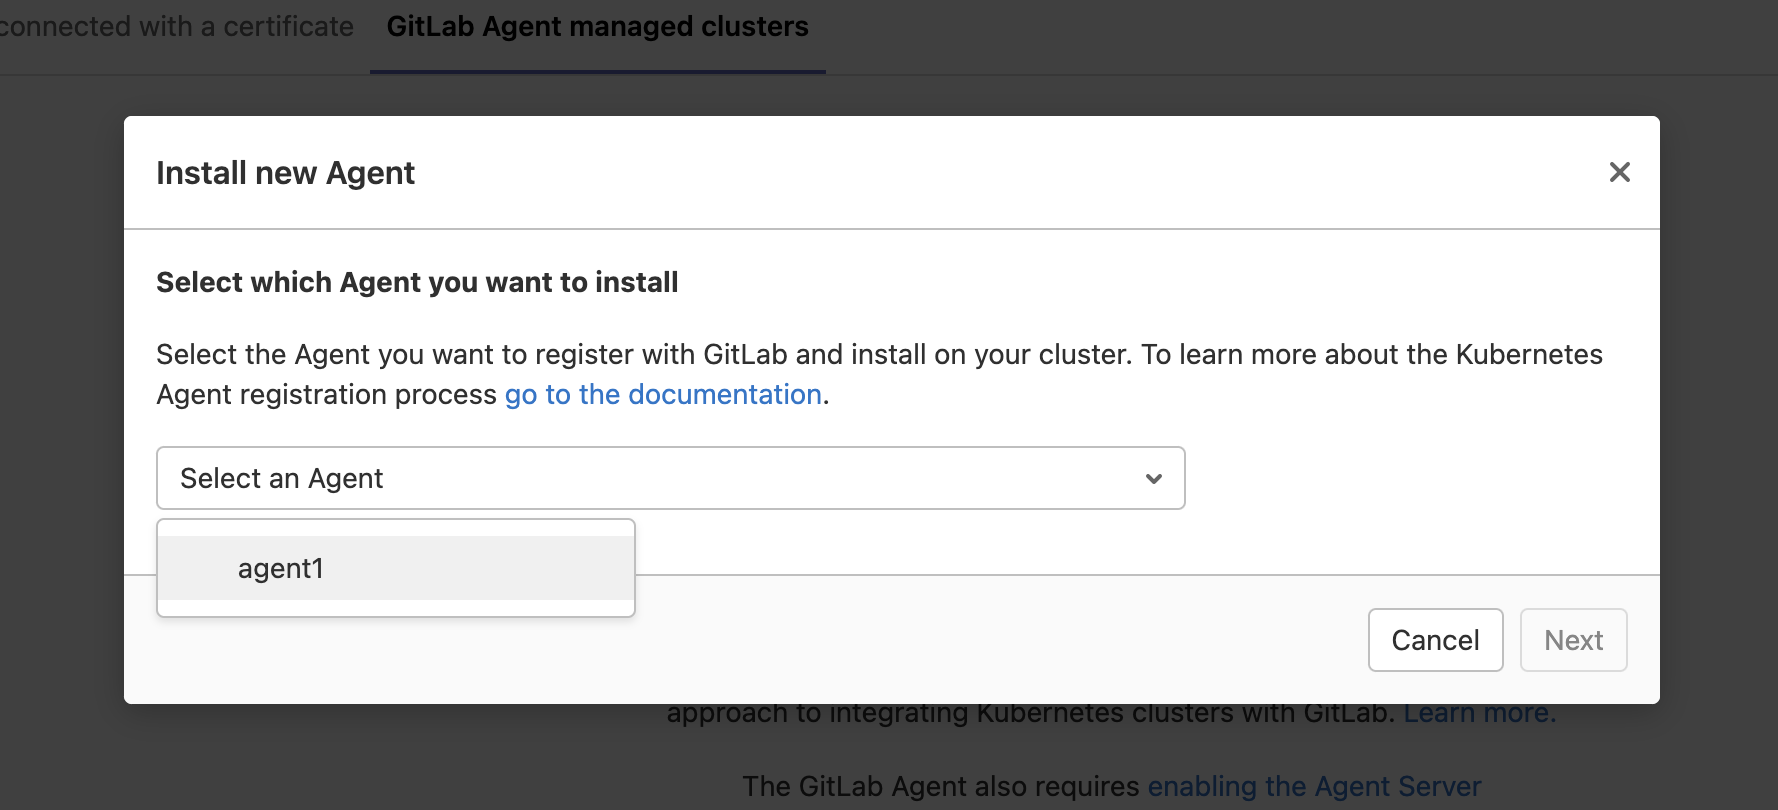 connected with a certificate GitLab Agent managed clusters
Install new Agent
Select which Agent you want to install
Select the Agent you want to register with GitLab and install on your cluster. To learn more about the Kubernetes
Agent registration process go to the documentation.
Select an Agent
agent1
Cancel Next
approach to integrating Kubernetes clusters with GitLab. Learn more.
The GitLab Agent also requires enabling the Agent Server